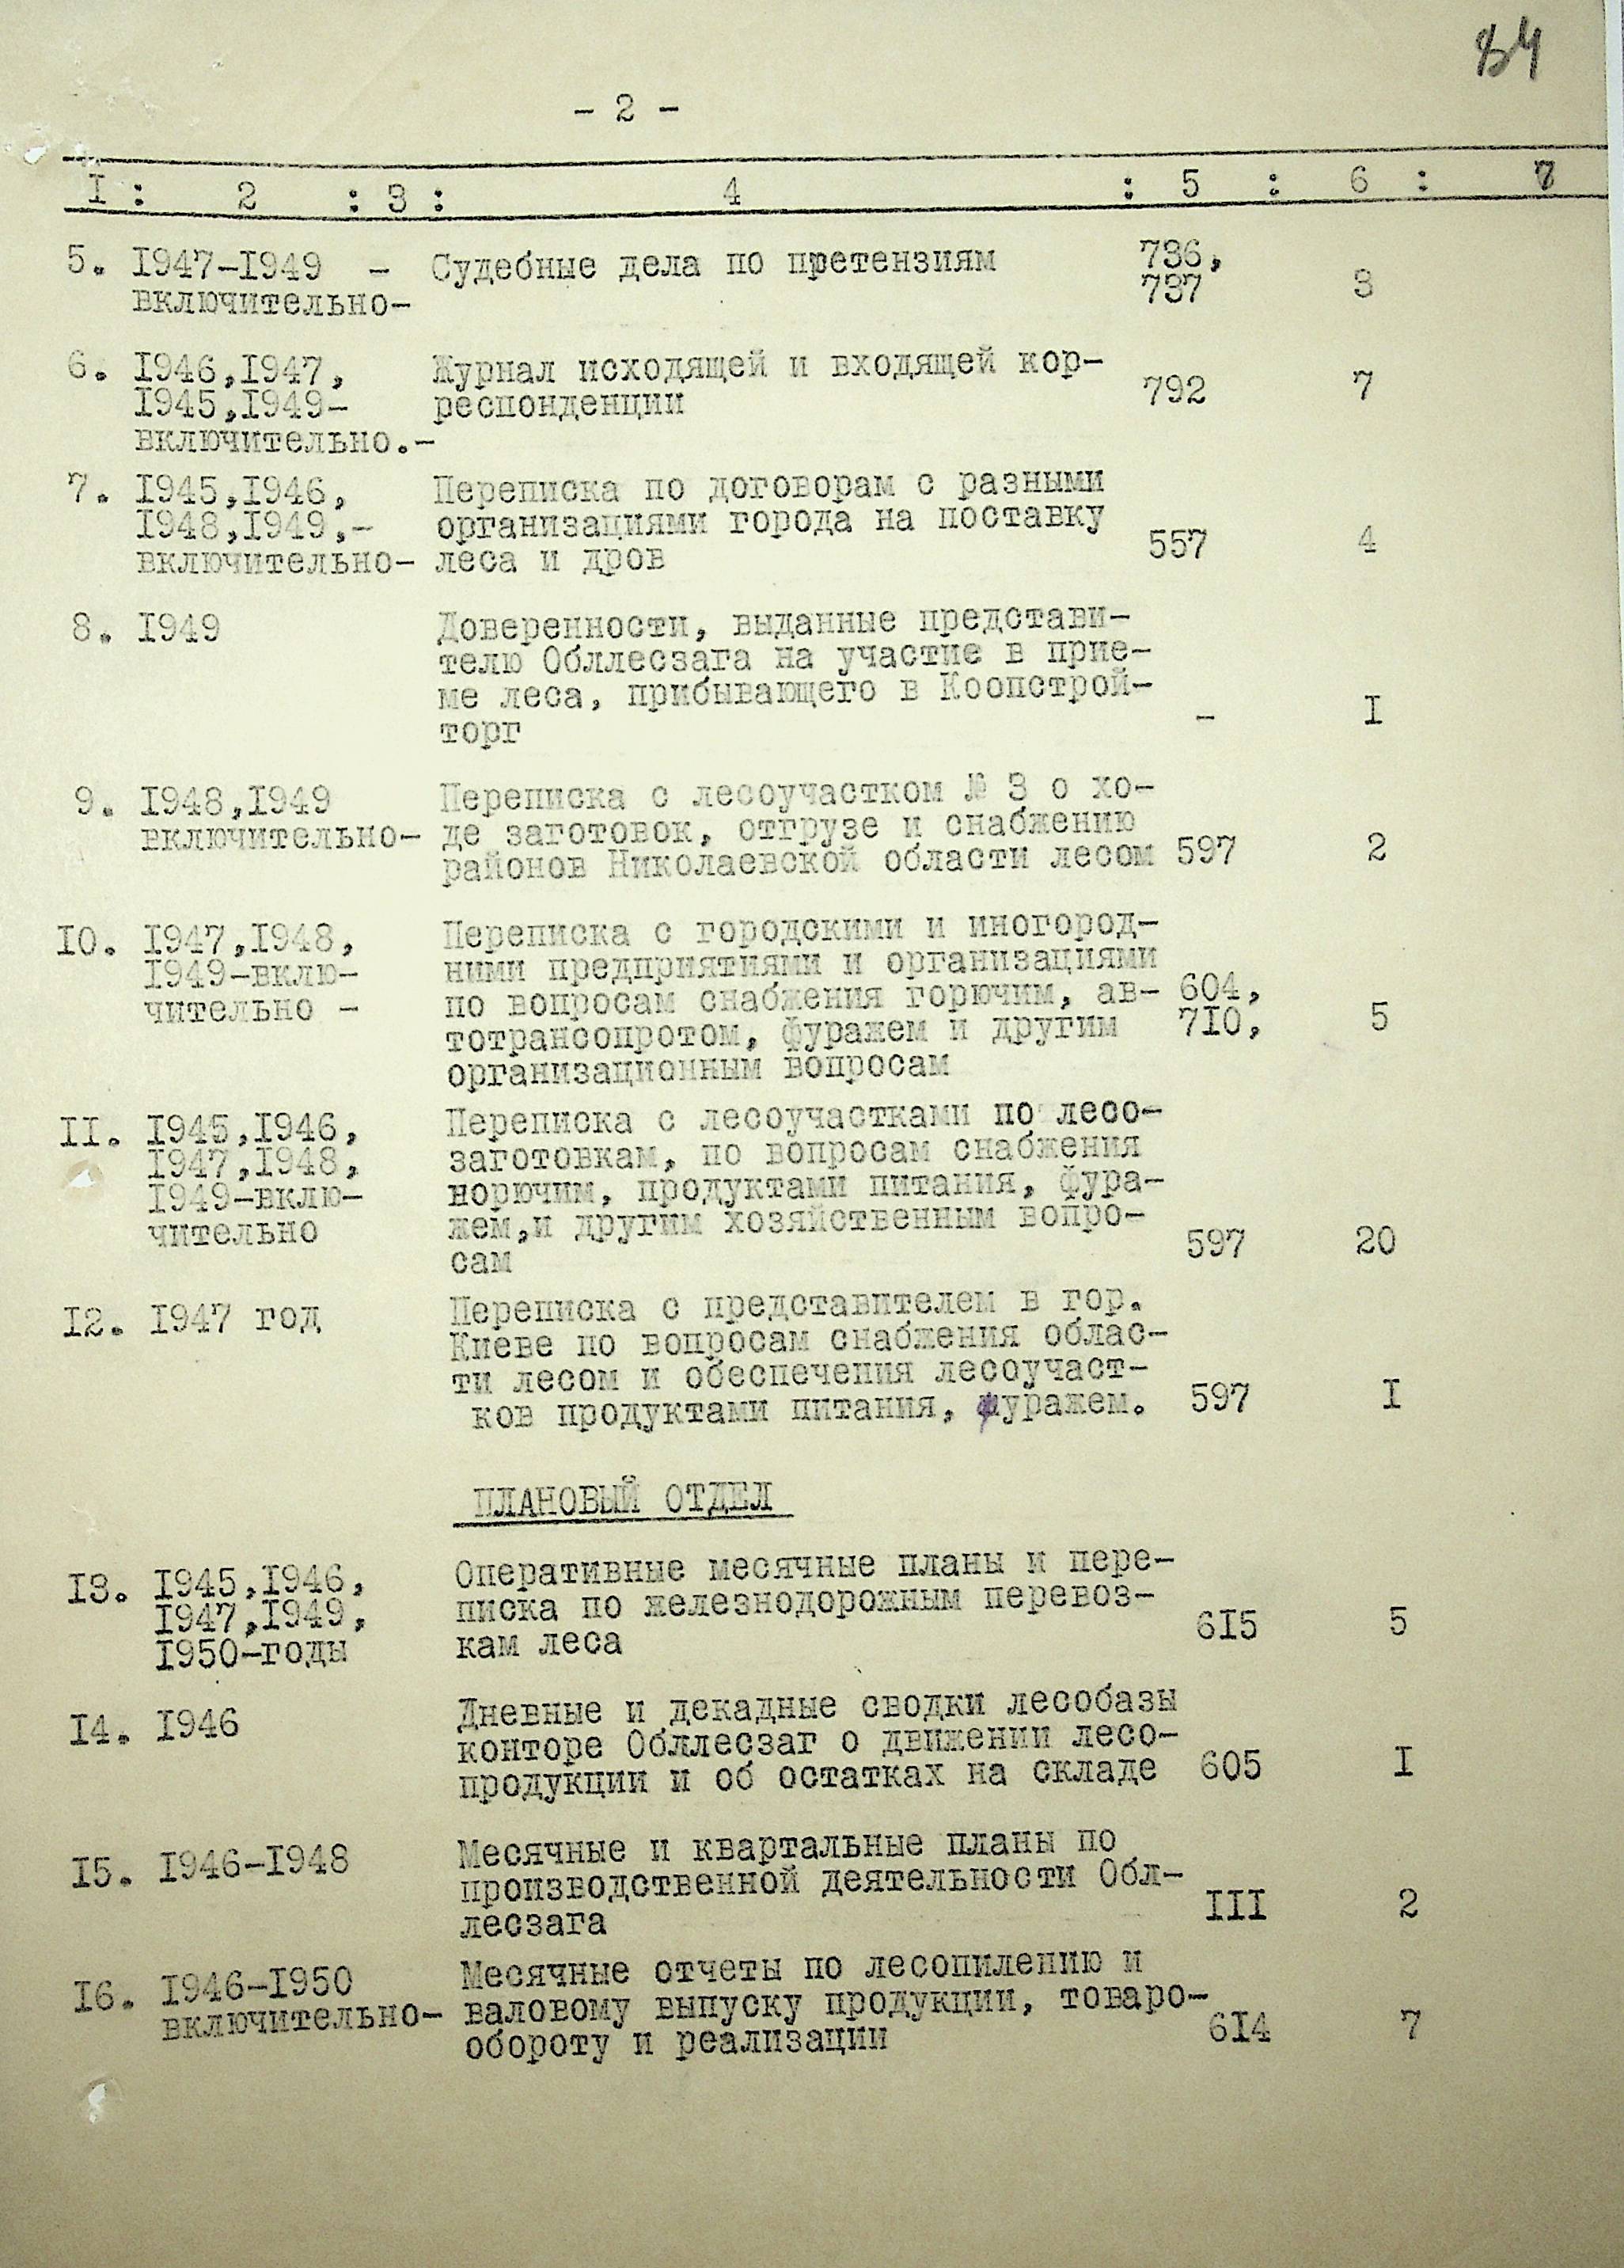 84
- 2 -
I : 2 : 3 : 4 : 5 : 6 : 7
5. I947-I949 - Судебные дела по претензиям 736,
включительно- 737 3
6. I946,I947, Журнал исходящей и входящей кор-
I945,I949- респонденции 792 7
включительно.-
7. I945,I946, Переписка по договорам с разными
I948,I949,- организациями города на поставку
включительно- леса и дров 557 4
8. I949 Доверенности, выданные представи-
телю Обллесзага на участие в прие-
ме леса, прибывающего в Коопстрой-
торг - I
9. I948,I949 Переписка с лесоучастком № 3 о хо-
включительно- де заготовок, отгрузе и снабжению
районов Николаевской области лесом 597 2
IO. I947,I948, Переписка с городскими и иногород-
I949-вклю- ними предприятиями и организациями
чительно - по вопросам снабжения горючим, ав- 604,
тотрансопротом, фуражем и другим 7IO, 5
организационным вопросам
II. I945,I946, Переписка с лесоучастками по лесо-
I947,I948, заготовкам, по вопросам снабжения
I949-вклю- норючим, продуктами питания, фура-
чительно жем,и другим хозяйственным вопро-
сам 597 20
I2. I947 год Переписка с представителем в гор.
Киеве по вопросам снабжения облас-
ти лесом и обеспечения лесоучаст-
ков продуктами питания, фуражем. 597 I
ПЛАНОВЫЙ ОТДЕЛ
I3. I945,I946, Оперативные месячные планы и пере-
I947,I949, писка по железнодорожным перевоз-
I950-годы кам леса 6I5 5
I4. I946 Дневные и декадные сводки лесобазы
конторе Обллесзаг о движении лесо-
продукции и об остатках на складе 605 I
I5. I946-I948 Месячные и квартальные планы по
производственной деятельности Обл-
лесзага III 2
I6. I946-I950 Месячные отчеты по лесопилению и
включительно- валовому выпуску продукции, товаро-
обороту и реализации 6I4 7